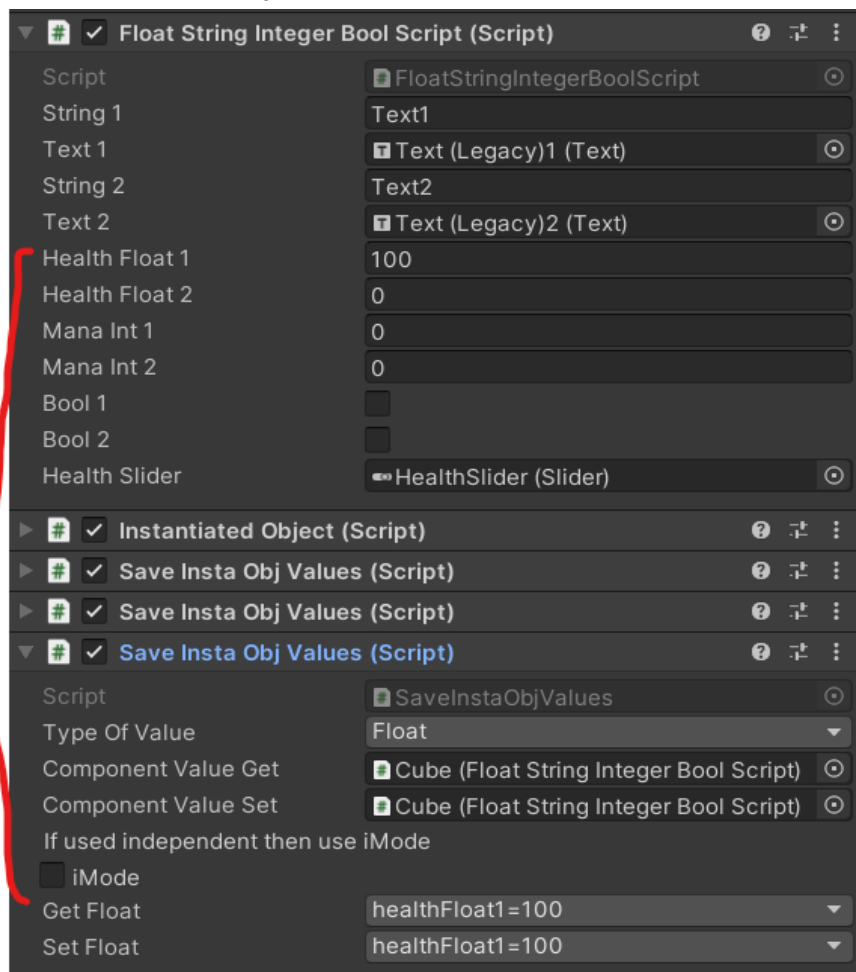 Float String Integer Bool Script (Script)
Script FloatStringIntegerBoolScript
String 1 Text1
Text 1 Text (Legacy)1 (Text)
String 2 Text2
Text 2 Text (Legacy)2 (Text)
Health Float 1 100
Health Float 2 0
Mana Int 1 0
Mana Int 2 0
Bool 1
Bool 2
Health Slider HealthSlider (Slider)
Instantiated Object (Script)
Save Insta Obj Values (Script)
Save Insta Obj Values (Script)
Save Insta Obj Values (Script)
Script SaveInstaObjValues
Type Of Value Float
Component Value Get Cube (Float String Integer Bool Script)
Component Value Set Cube (Float String Integer Bool Script)
If used independent then use iMode
iMode
Get Float healthFloat1=100
Set Float healthFloat1=100